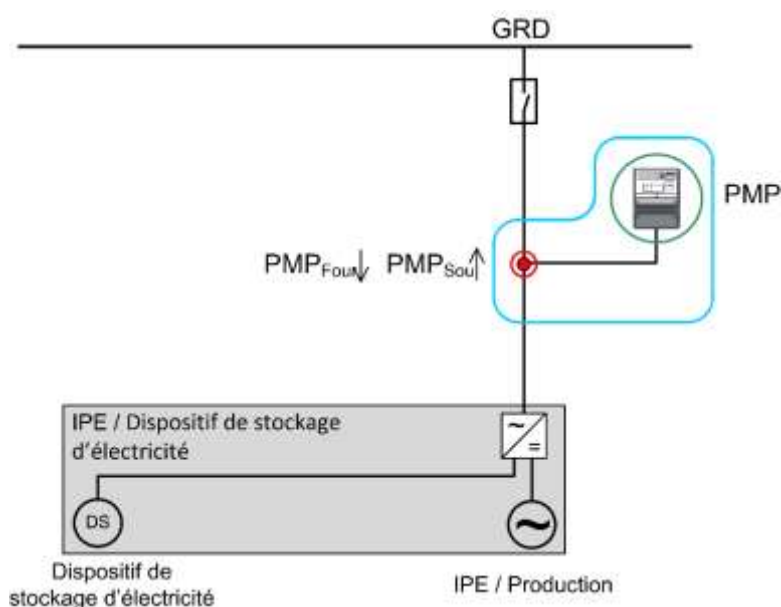 GRD
PMP
PMPFour PMPSou
IPE / Dispositif de stockage
d'électricité
DS
Dispositif de
stockage d'électricité
IPE / Production